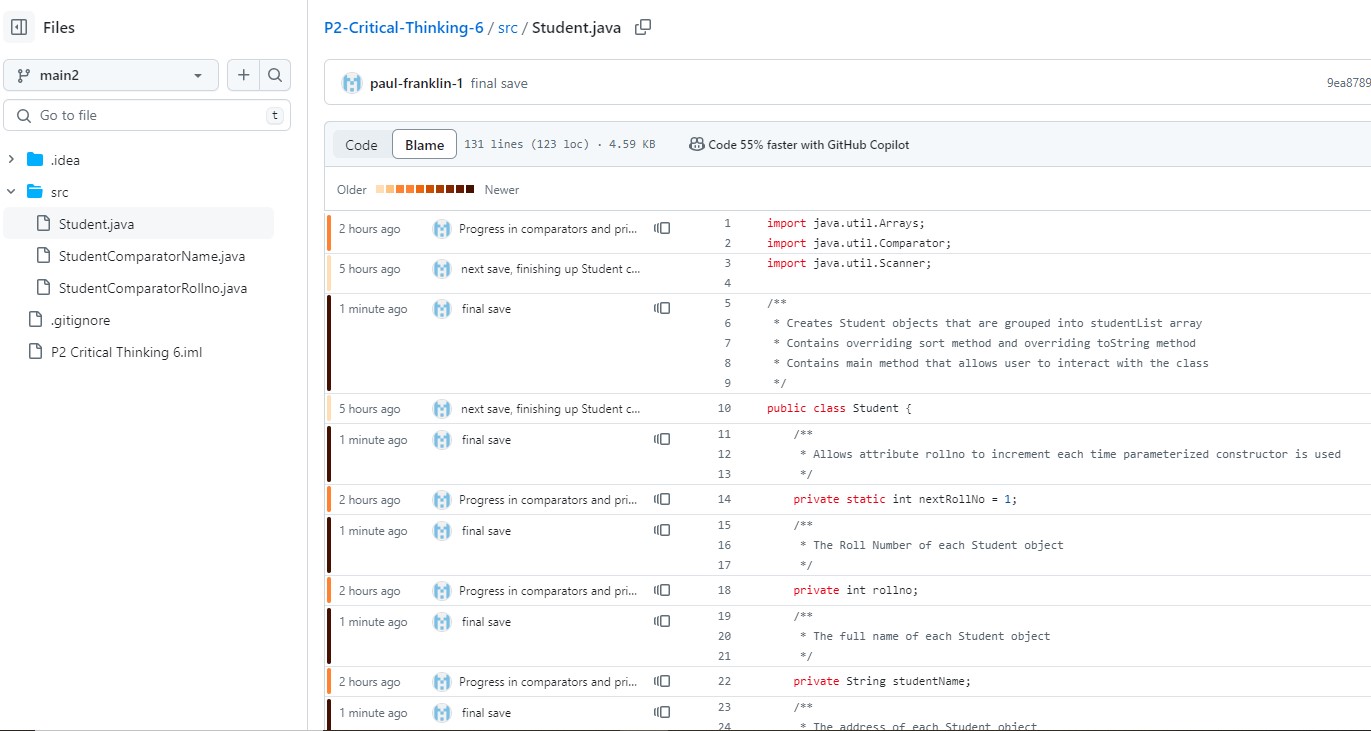 Files
main2
Go to file
t
.idea
src
Student.java
StudentComparatorName.java
StudentComparatorRollno.java
.gitignore
P2 Critical Thinking 6.iml
P2-Critical-Thinking-6 / src / Student.java
paul-franklin-1 final save
9ea8789
Code Blame 131 lines (123 loc) · 4.59 KB Code 55% faster with GitHub Copilot
Older Newer
2 hours ago Progress in comparators and pri... 1 import java.util.Arrays;
2 import java.util.Comparator;
5 hours ago next save, finishing up Student c... 3 import java.util.Scanner;
4
1 minute ago final save 5 /**
6 * Creates Student objects that are grouped into studentList array
7 * Contains overriding sort method and overriding toString method
8 * Contains main method that allows user to interact with the class
9 */
5 hours ago next save, finishing up Student c... 10 public class Student {
1 minute ago final save 11 /**
12 * Allows attribute rollno to increment each time parameterized constructor is used
13 */
2 hours ago Progress in comparators and pri... 14 private static int nextRollNo = 1;
1 minute ago final save 15 /**
16 * The Roll Number of each Student object
17 */
2 hours ago Progress in comparators and pri... 18 private int rollno;
1 minute ago final save 19 /**
20 * The full name of each Student object
21 */
2 hours ago Progress in comparators and pri... 22 private String studentName;
1 minute ago final save 23 /**
24 * The address of each Student object